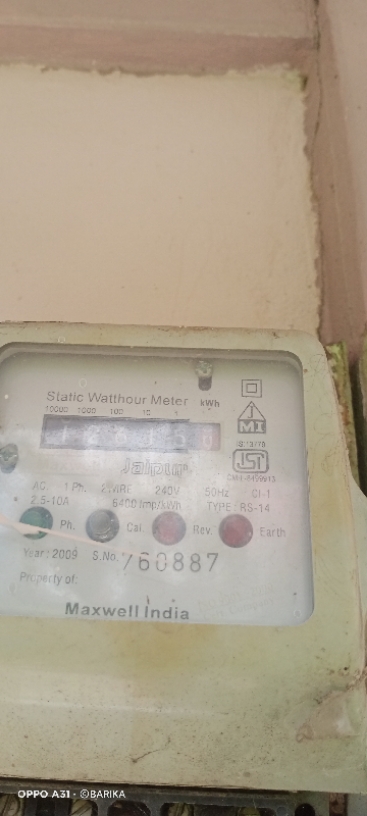 Static Watthour Meter kWh
10000 1000 100 10 1
MI
IS:13779
Jaipur
ISI
AC. 1 Ph. 2 WIRE 240V 50Hz Cl-1
2.5-10A 6400 imp/kWh TYPE: RS-14
Ph. Cal. Rev. Earth
Year: 2009 S.No. 760887
Property of:
Maxwell India
OPPO A31 · ©BARIKA